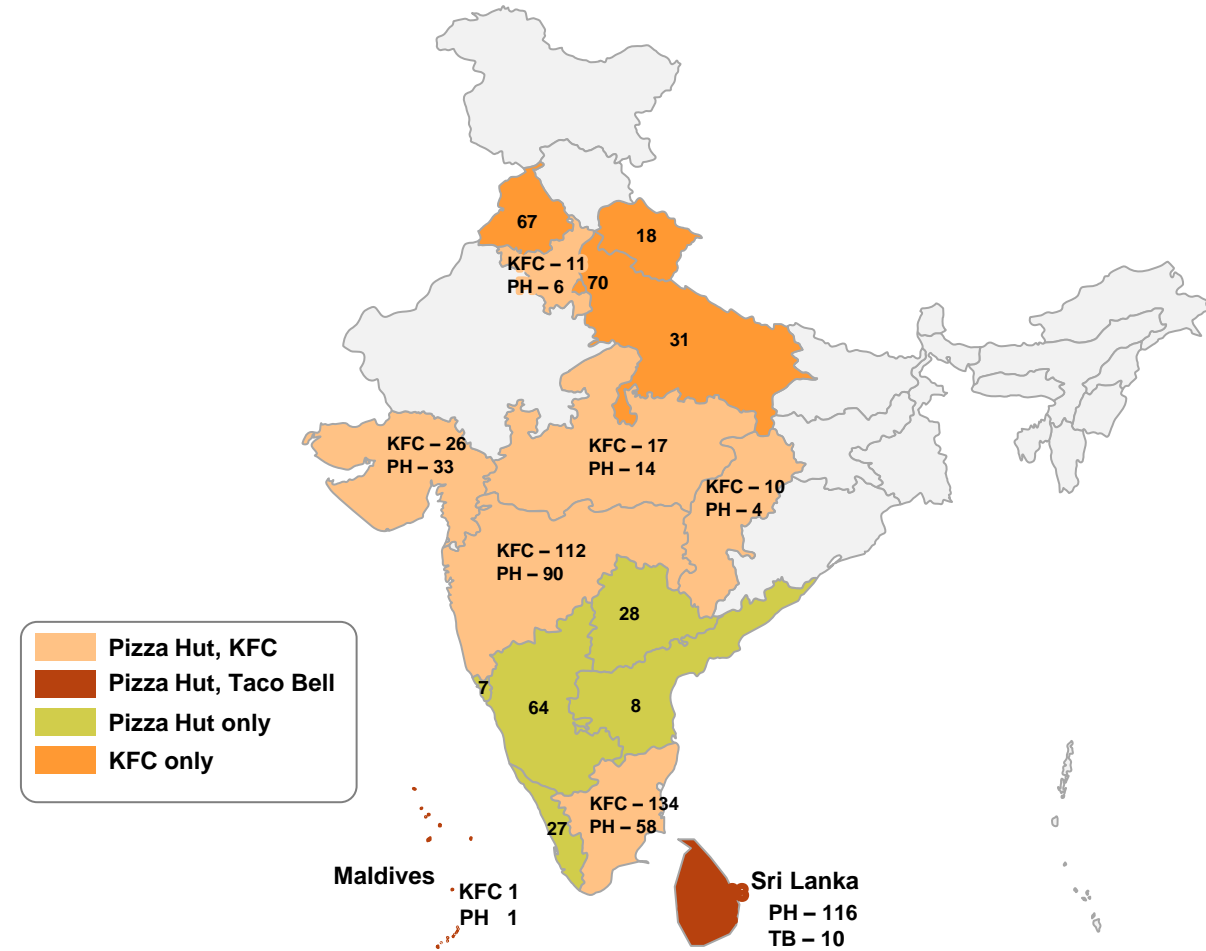 67
18
KFC – 11
PH – 6
70
31
KFC – 26
PH – 33
KFC – 17
PH – 14
KFC – 10
PH – 4
KFC – 112
PH – 90
28
7
64
8
Pizza Hut, KFC
Pizza Hut, Taco Bell
Pizza Hut only
KFC only
KFC – 134
PH – 58
27
Maldives
KFC 1
PH 1
Sri Lanka
PH – 116
TB – 10